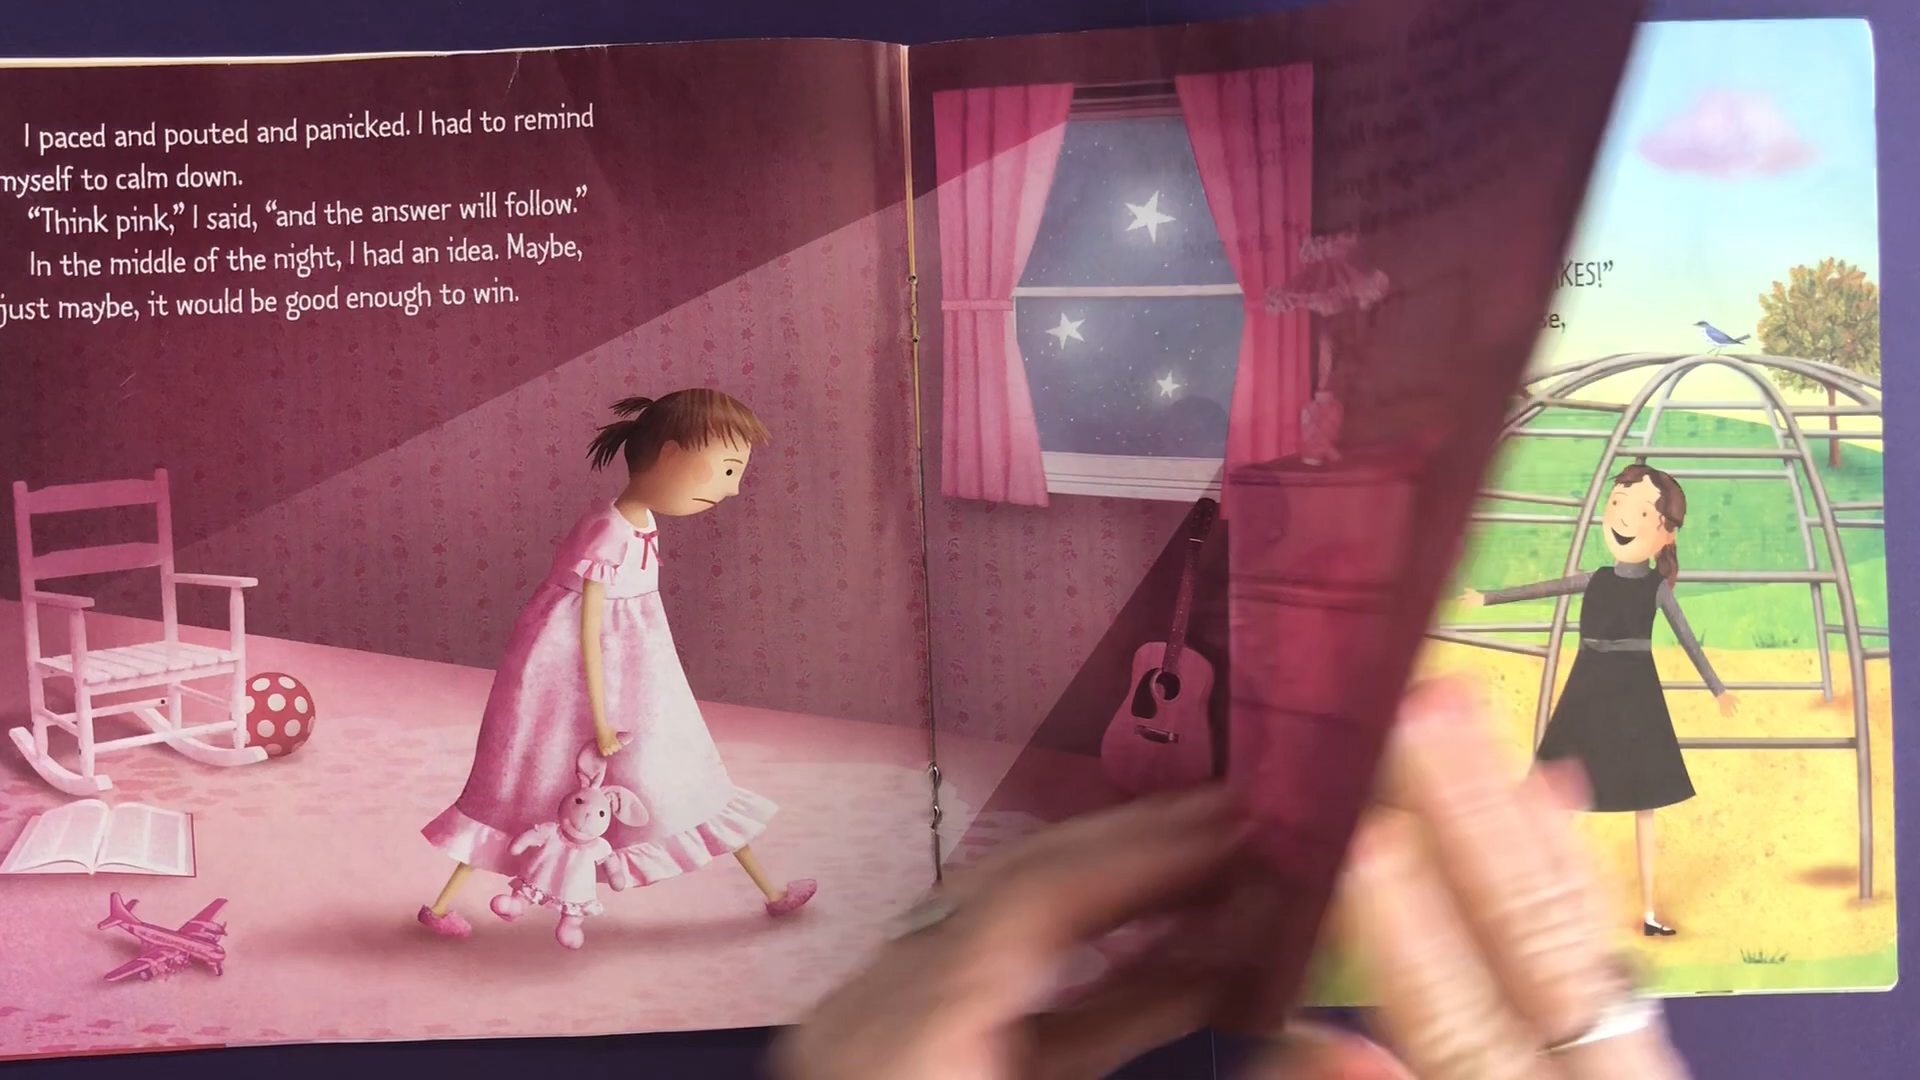 I paced and pouted and panicked. I had to remind
myself to calm down.
“Think pink,” I said, “and the answer will follow.”
In the middle of the night, I had an idea. Maybe,
just maybe, it would be good enough to win.